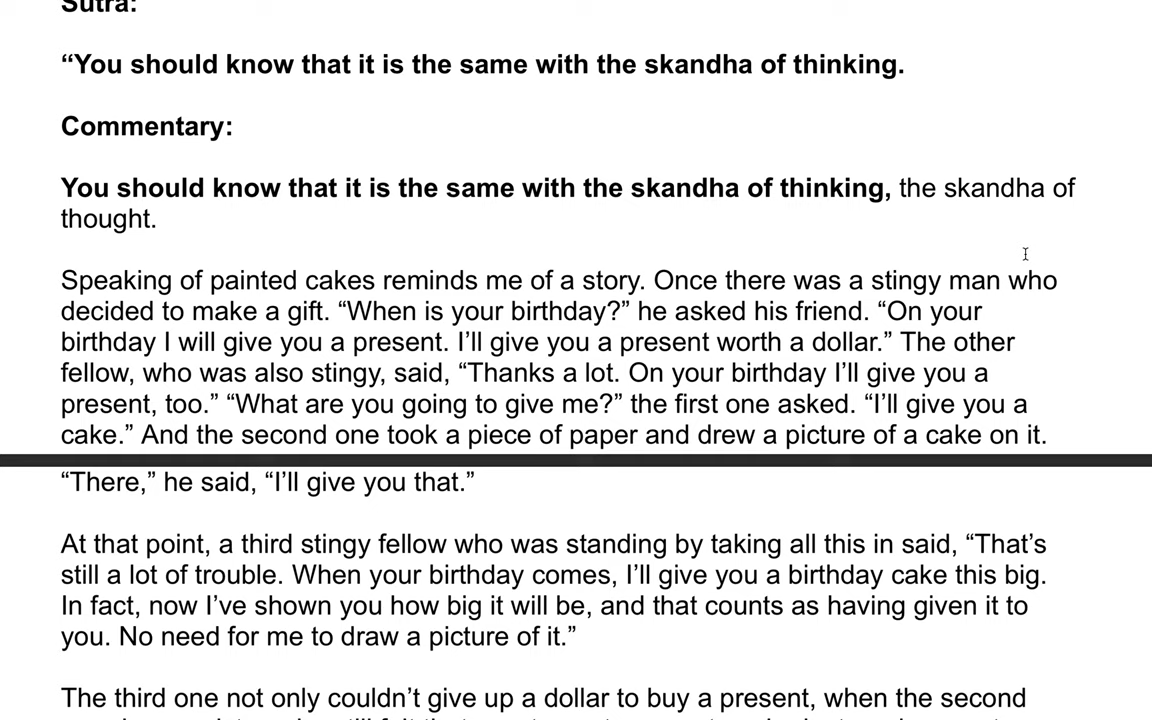 Sutra:
“You should know that it is the same with the skandha of thinking.
Commentary:
You should know that it is the same with the skandha of thinking, the skandha of
thought.
Speaking of painted cakes reminds me of a story. Once there was a stingy man who
decided to make a gift. “When is your birthday?” he asked his friend. “On your
birthday I will give you a present. I’ll give you a present worth a dollar.” The other
fellow, who was also stingy, said, “Thanks a lot. On your birthday I’ll give you a
present, too.” “What are you going to give me?” the first one asked. “I’ll give you a
cake.” And the second one took a piece of paper and drew a picture of a cake on it.
“There,” he said, “I’ll give you that.”
At that point, a third stingy fellow who was standing by taking all this in said, “That’s
still a lot of trouble. When your birthday comes, I’ll give you a birthday cake this big.
In fact, now I’ve shown you how big it will be, and that counts as having given it to
you. No need for me to draw a picture of it.”
The third one not only couldn’t give up a dollar to buy a present, when the second